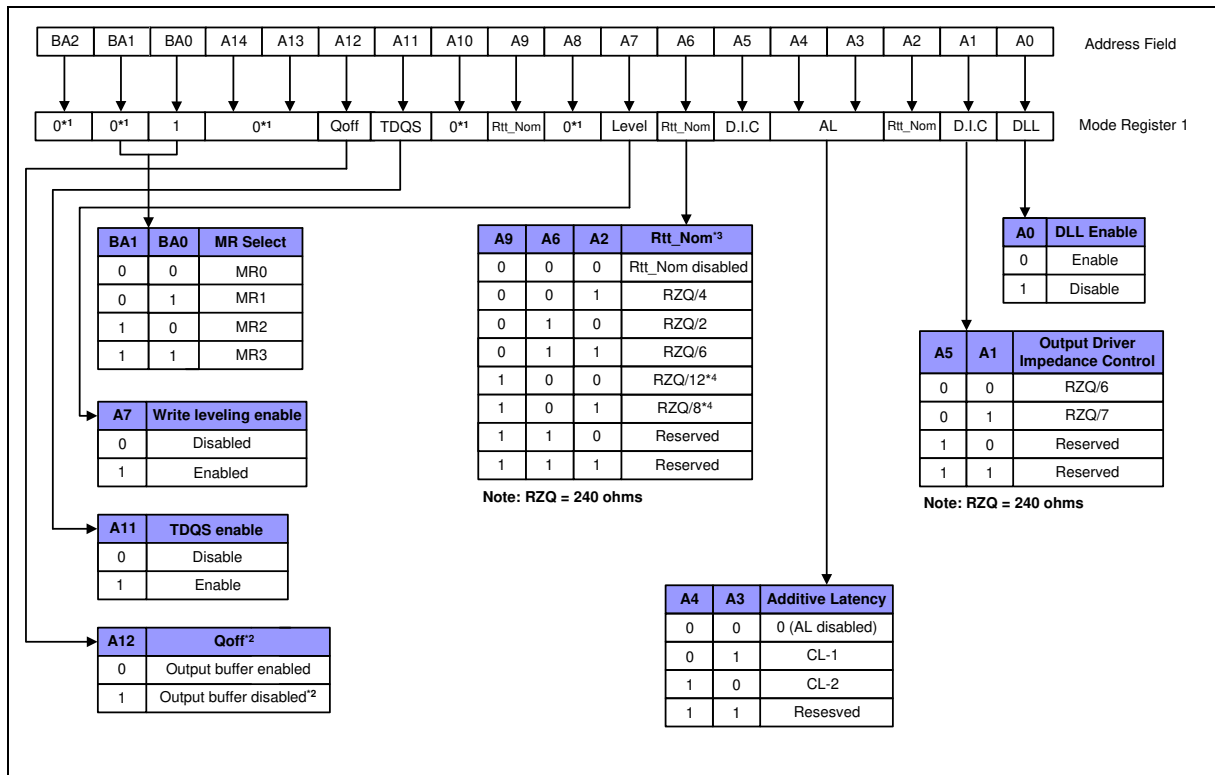 BA2 BA1 BA0 A14 A13 A12 A11 A10 A9 A8 A7 A6 A5 A4 A3 A2 A1 A0 Address Field
0*1 0*1 1 0*1 Qoff TDQS 0*1 Rtt_Nom 0*1 Level Rtt_Nom D.I.C AL Rtt_Nom D.I.C DLL Mode Register 1
BA1 BA0 MR Select
0 0 MR0
0 1 MR1
1 0 MR2
1 1 MR3
A7 Write leveling enable
0 Disabled
1 Enabled
A11 TDQS enable
0 Disable
1 Enable
A12 Qoff*2
0 Output buffer enabled
1 Output buffer disabled*2
A9 A6 A2 Rtt_Nom*3
0 0 0 Rtt_Nom disabled
0 0 1 RZQ/4
0 1 0 RZQ/2
0 1 1 RZQ/6
1 0 0 RZQ/12*4
1 0 1 RZQ/8*4
1 1 0 Reserved
1 1 1 Reserved
Note: RZQ = 240 ohms
A0 DLL Enable
0 Enable
1 Disable
A5 A1 Output Driver
Impedance Control
0 0 RZQ/6
0 1 RZQ/7
1 0 Reserved
1 1 Reserved
Note: RZQ = 240 ohms
A4 A3 Additive Latency
0 0 0 (AL disabled)
0 1 CL-1
1 0 CL-2
1 1 Resesved